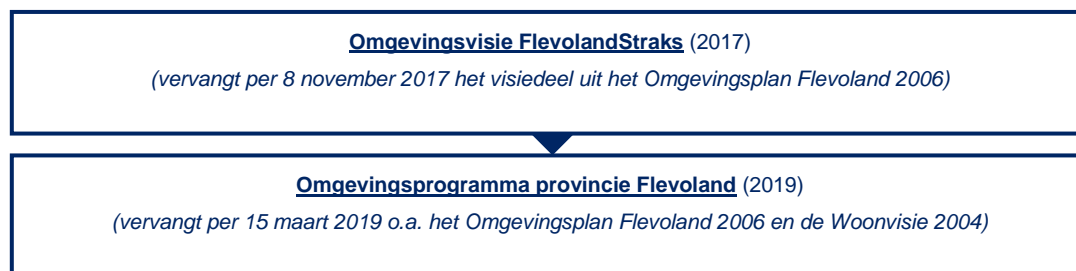 Omgevingsvisie FlevolandStraks (2017)
(vervangt per 8 november 2017 het visiedeel uit het Omgevingsplan Flevoland 2006)
Omgevingsprogramma provincie Flevoland (2019)
(vervangt per 15 maart 2019 o.a. het Omgevingsplan Flevoland 2006 en de Woonvisie 2004)